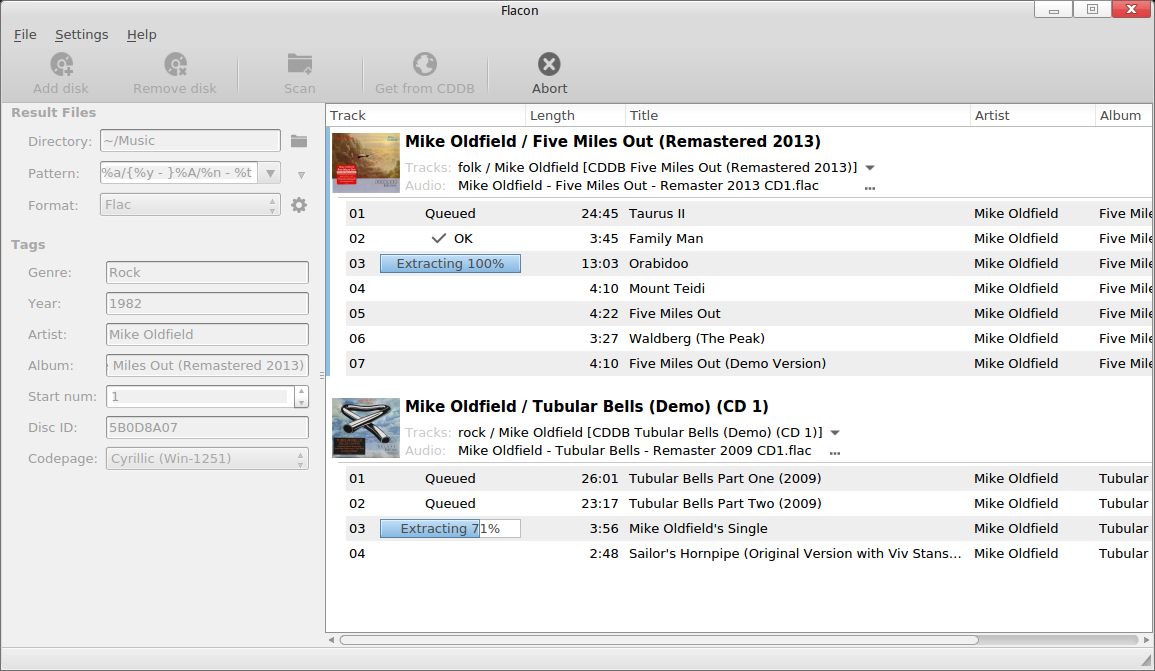 Flacon
File Settings Help
Add disk Remove disk Scan Get from CDDB Abort
Result Files
Directory: ~/Music
Pattern: %a/{%y - }%A/%n - %t
Format: Flac
Tags
Genre: Rock
Year: 1982
Artist: Mike Oldfield
Album: Miles Out (Remastered 2013)
Start num: 1
Disc ID: 5B0D8A07
Codepage: Cyrillic (Win-1251)
Track Length Title Artist Album
Mike Oldfield / Five Miles Out (Remastered 2013)
Tracks: folk / Mike Oldfield [CDDB Five Miles Out (Remastered 2013)]
Audio: Mike Oldfield - Five Miles Out - Remaster 2013 CD1.flac ...
01 Queued 24:45 Taurus II Mike Oldfield Five Mile
02 OK 3:45 Family Man Mike Oldfield Five Mile
03 Extracting 100% 13:03 Orabidoo Mike Oldfield Five Mile
04 4:10 Mount Teidi Mike Oldfield Five Mile
05 4:22 Five Miles Out Mike Oldfield Five Mile
06 3:27 Waldberg (The Peak) Mike Oldfield Five Mile
07 4:10 Five Miles Out (Demo Version) Mike Oldfield Five Mile
Mike Oldfield / Tubular Bells (Demo) (CD 1)
Tracks: rock / Mike Oldfield [CDDB Tubular Bells (Demo) (CD 1)]
Audio: Mike Oldfield - Tubular Bells - Remaster 2009 CD1.flac ...
01 Queued 26:01 Tubular Bells Part One (2009) Mike Oldfield Tubular
02 Queued 23:17 Tubular Bells Part Two (2009) Mike Oldfield Tubular
03 Extracting 71% 3:56 Mike Oldfield's Single Mike Oldfield Tubular
04 2:48 Sailor's Hornpipe (Original Version with Viv Stans... Mike Oldfield Tubular